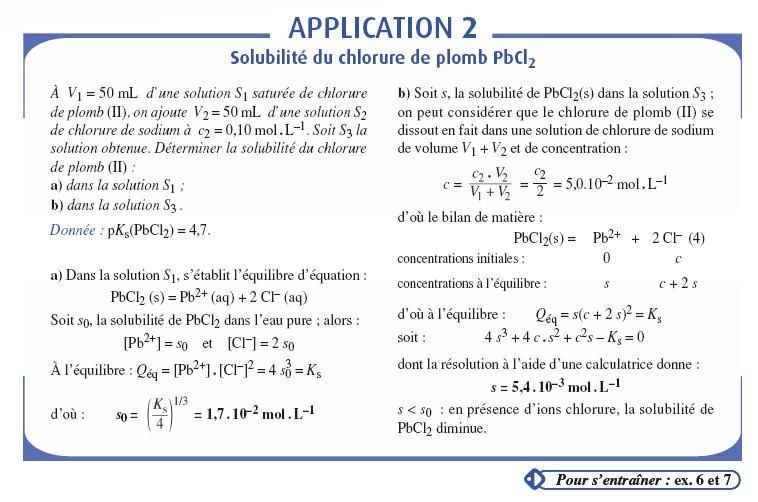 APPLICATION 2
Solubilité du chlorure de plomb PbCl₂
À V₁ = 50 mL d'une solution S₁ saturée de chlorure
de plomb (II), on ajoute V₂ = 50 mL d'une solution S₂
de chlorure de sodium à c₂ = 0,10 mol.L⁻¹. Soit S₃ la
solution obtenue. Déterminer la solubilité du chlorure
de plomb (II) :
a) dans la solution S₁ ;
b) dans la solution S₃.
Donnée : pKₛ(PbCl₂) = 4,7.
a) Dans la solution S₁, s'établit l'équilibre d'équation :
PbCl₂ (s) = Pb²⁺ (aq) + 2 Cl⁻ (aq)
Soit s₀, la solubilité de PbCl₂ dans l'eau pure ; alors :
[Pb²⁺] = s₀ et [Cl⁻] = 2 s₀
À l'équilibre : Qéq = [Pb²⁺].[Cl⁻]² = 4 s₀³ = Kₛ
d'où : s₀ = (Kₛ/4)^1/3 = 1,7.10⁻² mol.L⁻¹
b) Soit s, la solubilité de PbCl₂(s) dans la solution S₃ ;
on peut considérer que le chlorure de plomb (II) se
dissout en fait dans une solution de chlorure de sodium
de volume V₁ + V₂ et de concentration :
c = c₂ . V₂ / V₁ + V₂ = c₂ / 2 = 5,0.10⁻² mol.L⁻¹
d'où le bilan de matière :
PbCl₂(s) = Pb²⁺ + 2 Cl⁻ (4)
concentrations initiales : 0 c
concentrations à l'équilibre : s c + 2 s
d'où à l'équilibre : Qéq = s(c + 2 s)² = Kₛ
soit : 4 s³ + 4 c.s² + c²s – Kₛ = 0
dont la résolution à l'aide d'une calculatrice donne :
s = 5,4.10⁻³ mol.L⁻¹
s < s₀ : en présence d'ions chlorure, la solubilité de
PbCl₂ diminue.
Pour s'entraîner : ex. 6 et 7